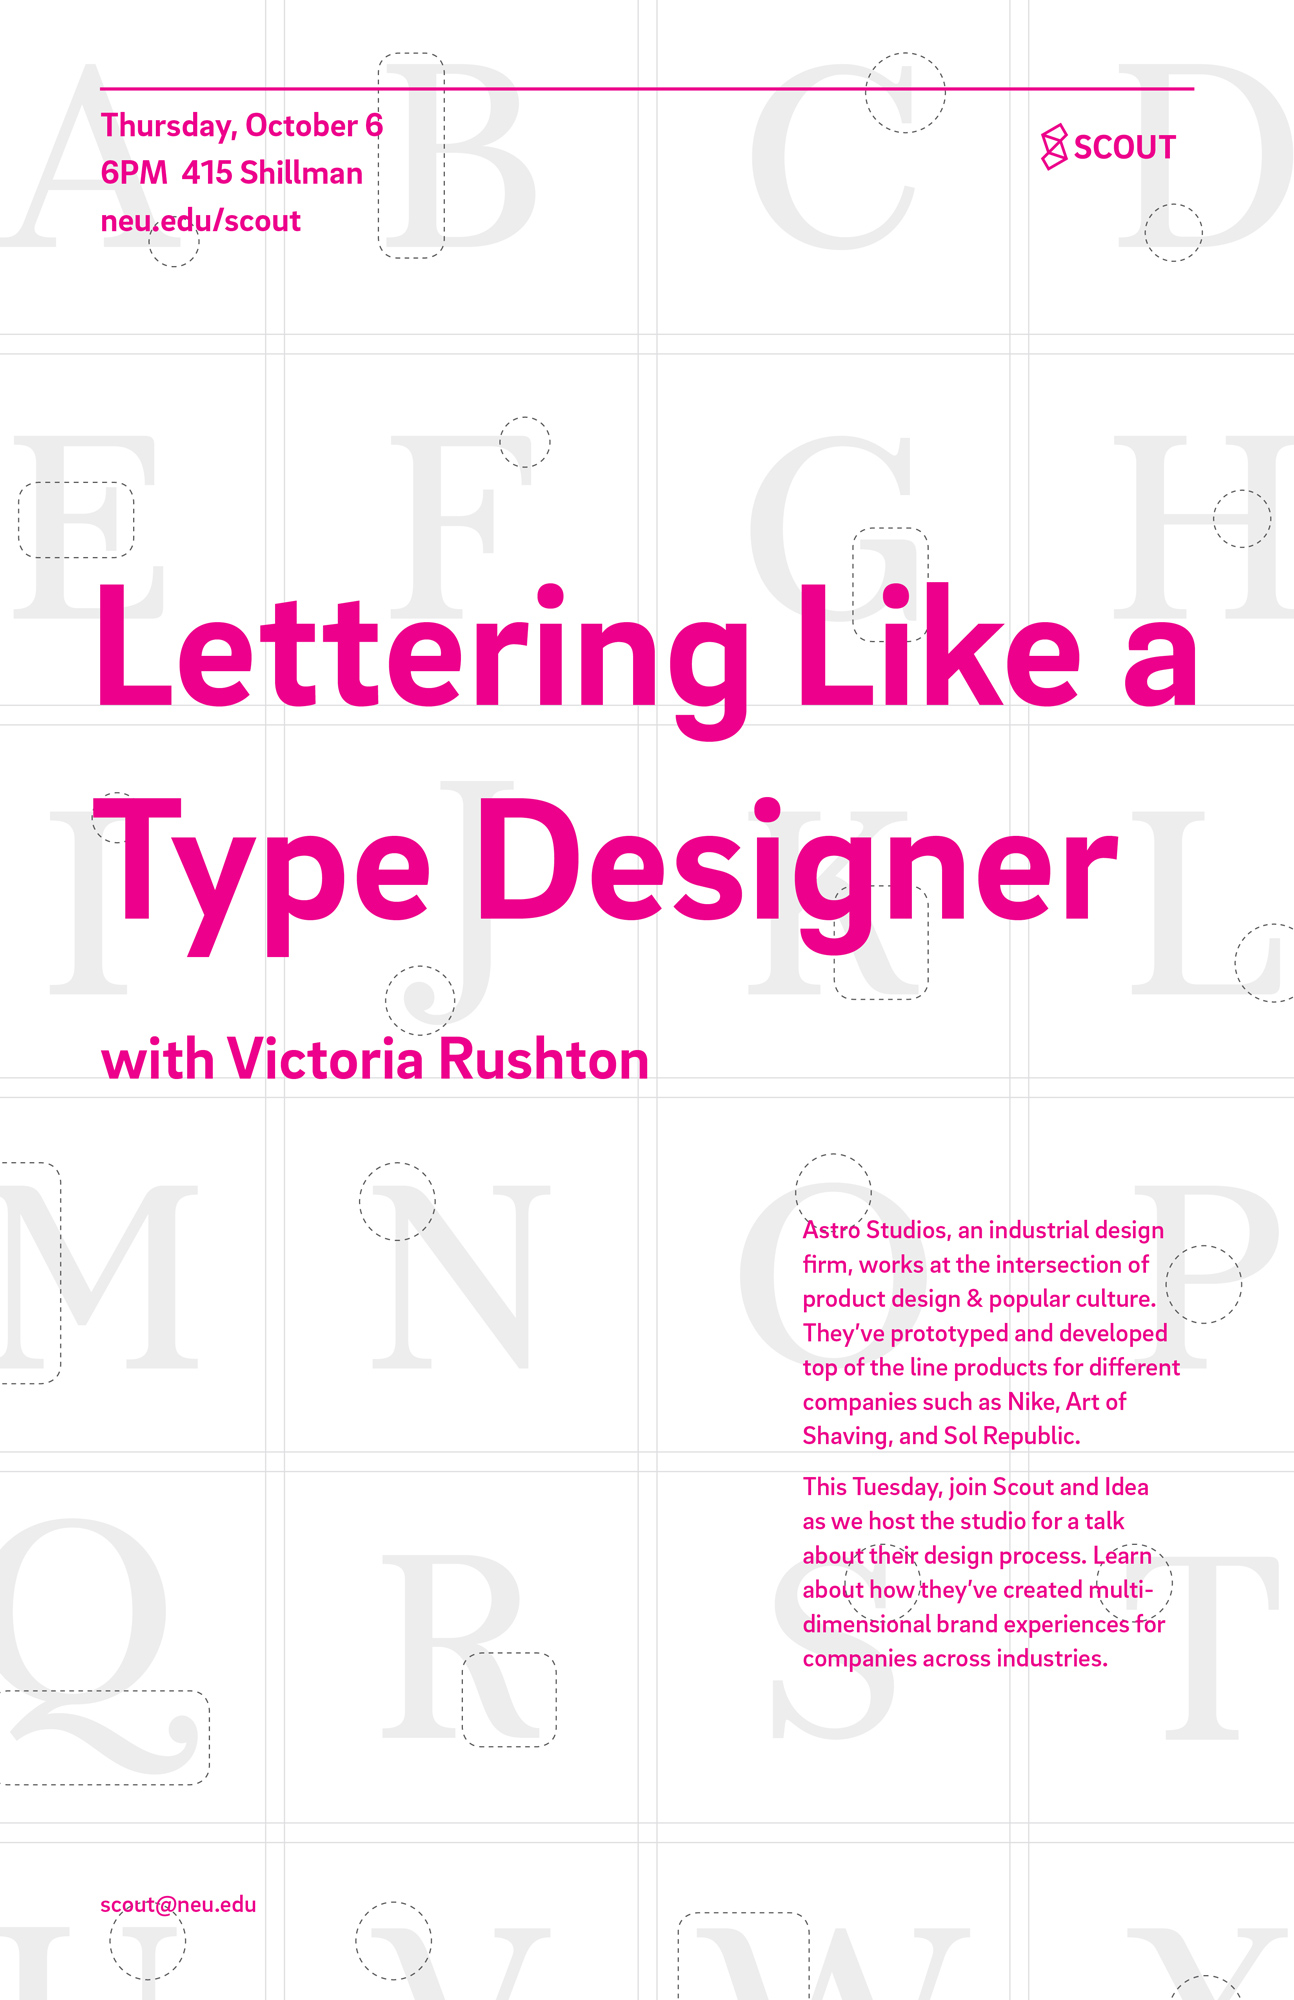 A B C D
Thursday, October 6
6PM 415 Shillman
neu.edu/scout
SCOUT
E F G H
Lettering Like a
I J K L
Type Designer
with Victoria Rushton
M N O P
Astro Studios, an industrial design
firm, works at the intersection of
product design & popular culture.
They’ve prototyped and developed
top of the line products for different
companies such as Nike, Art of
Shaving, and Sol Republic.
This Tuesday, join Scout and Idea
as we host the studio for a talk
about their design process. Learn
about how they’ve created multi-
dimensional brand experiences for
companies across industries.
Q R S T
scout@neu.edu
U V W X